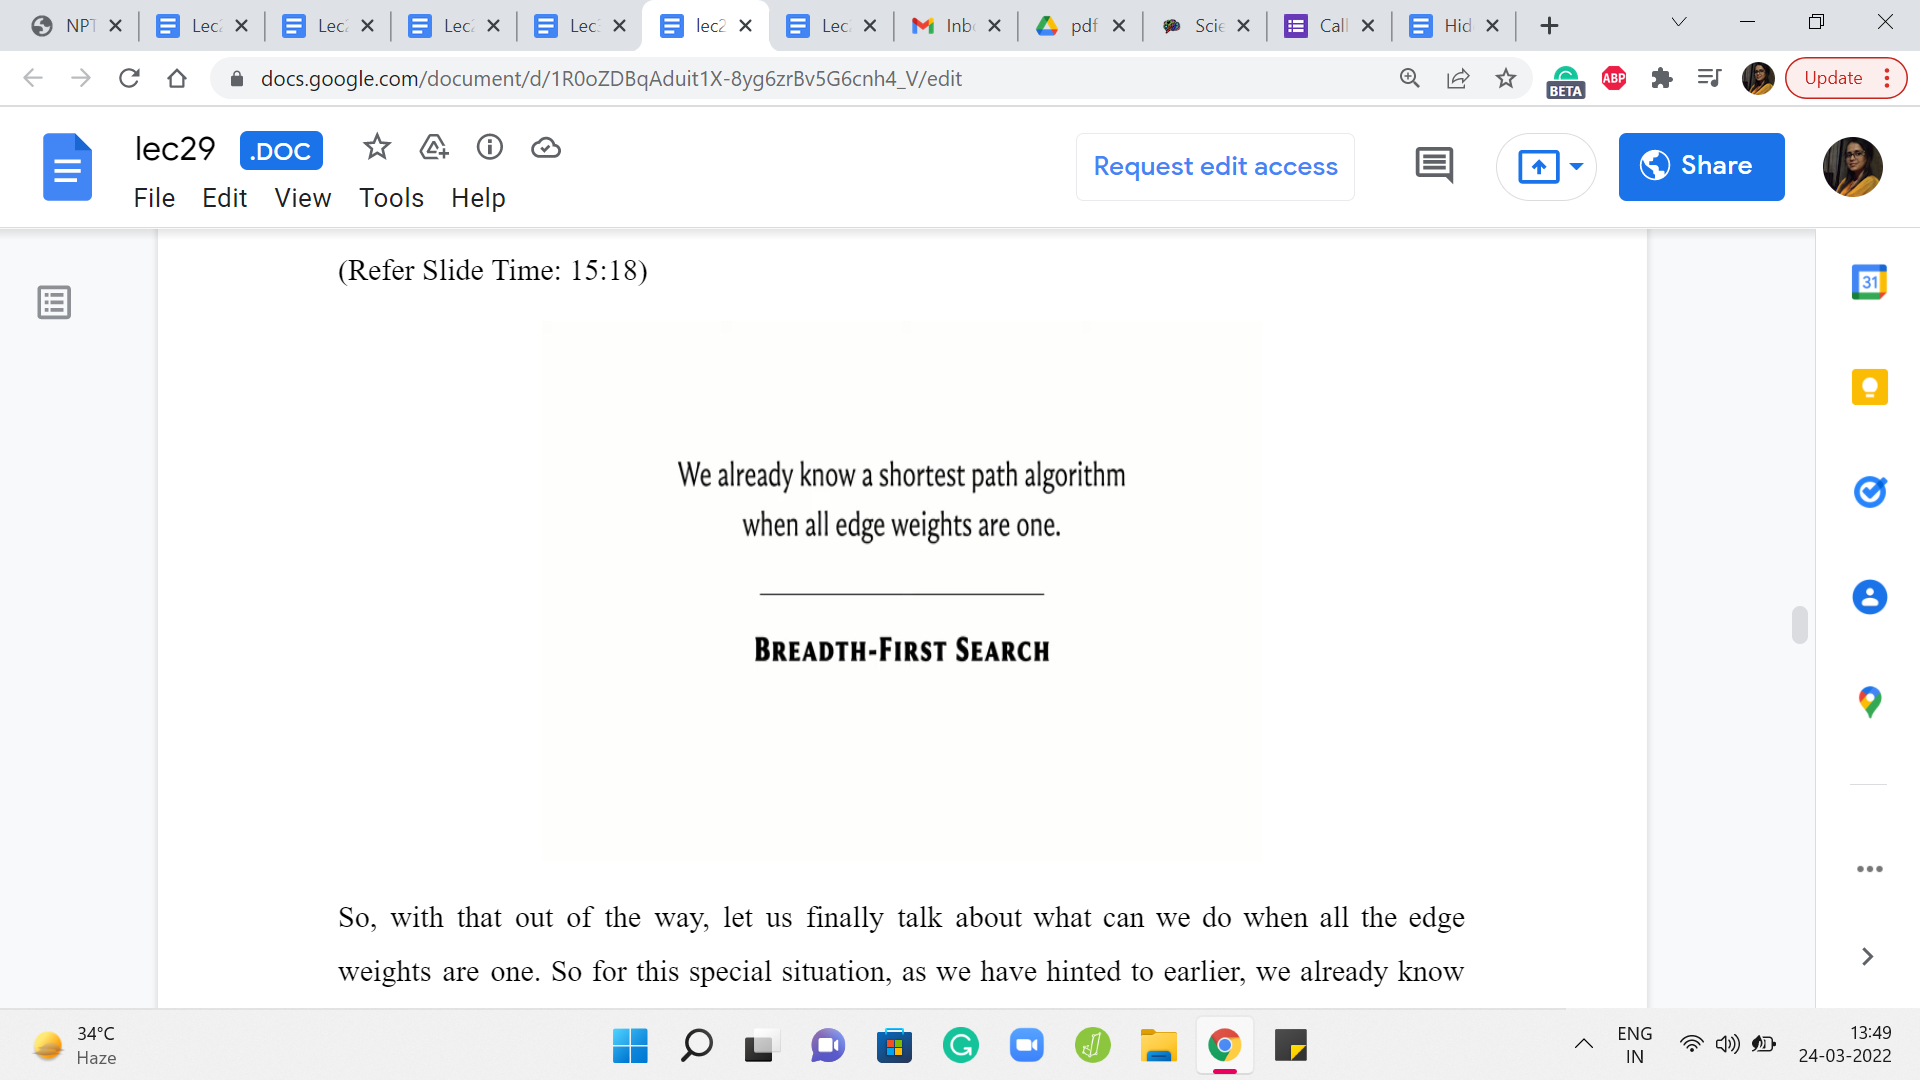 NPT
Lec2
Lec2
Lec2
Lec
lec2
Lec
Inb
pdf
Scie
Call
Hid
docs.google.com/document/d/1R0oZDBqAduit1X-8yg6zrBv5G6cnh4_V/edit
BETA
ABP
Update
lec29
.DOC
File Edit View Tools Help
Request edit access
Share
31
(Refer Slide Time: 15:18)
We already know a shortest path algorithm
when all edge weights are one.
BREADTH-FIRST SEARCH
So, with that out of the way, let us finally talk about what can we do when all the edge
weights are one. So for this special situation, as we have hinted to earlier, we already know
34°C
Haze
ENG
IN
13:49
24-03-2022